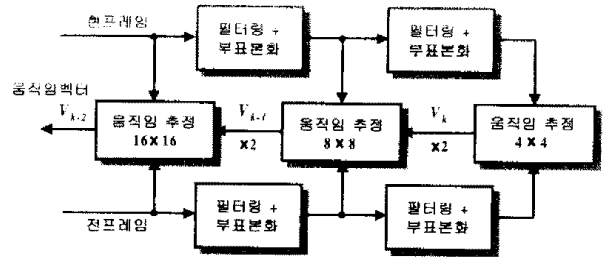 현프레임
필터링 +
부표본화
필터링 +
부표본화
움직임벡터
V_{k-2}
움직임 추정
16×16
V_{k-1}
×2
움직임 추정
8×8
V_k
×2
움직임 추정
4×4
전프레임
필터링 +
부표본화
필터링 +
부표본화